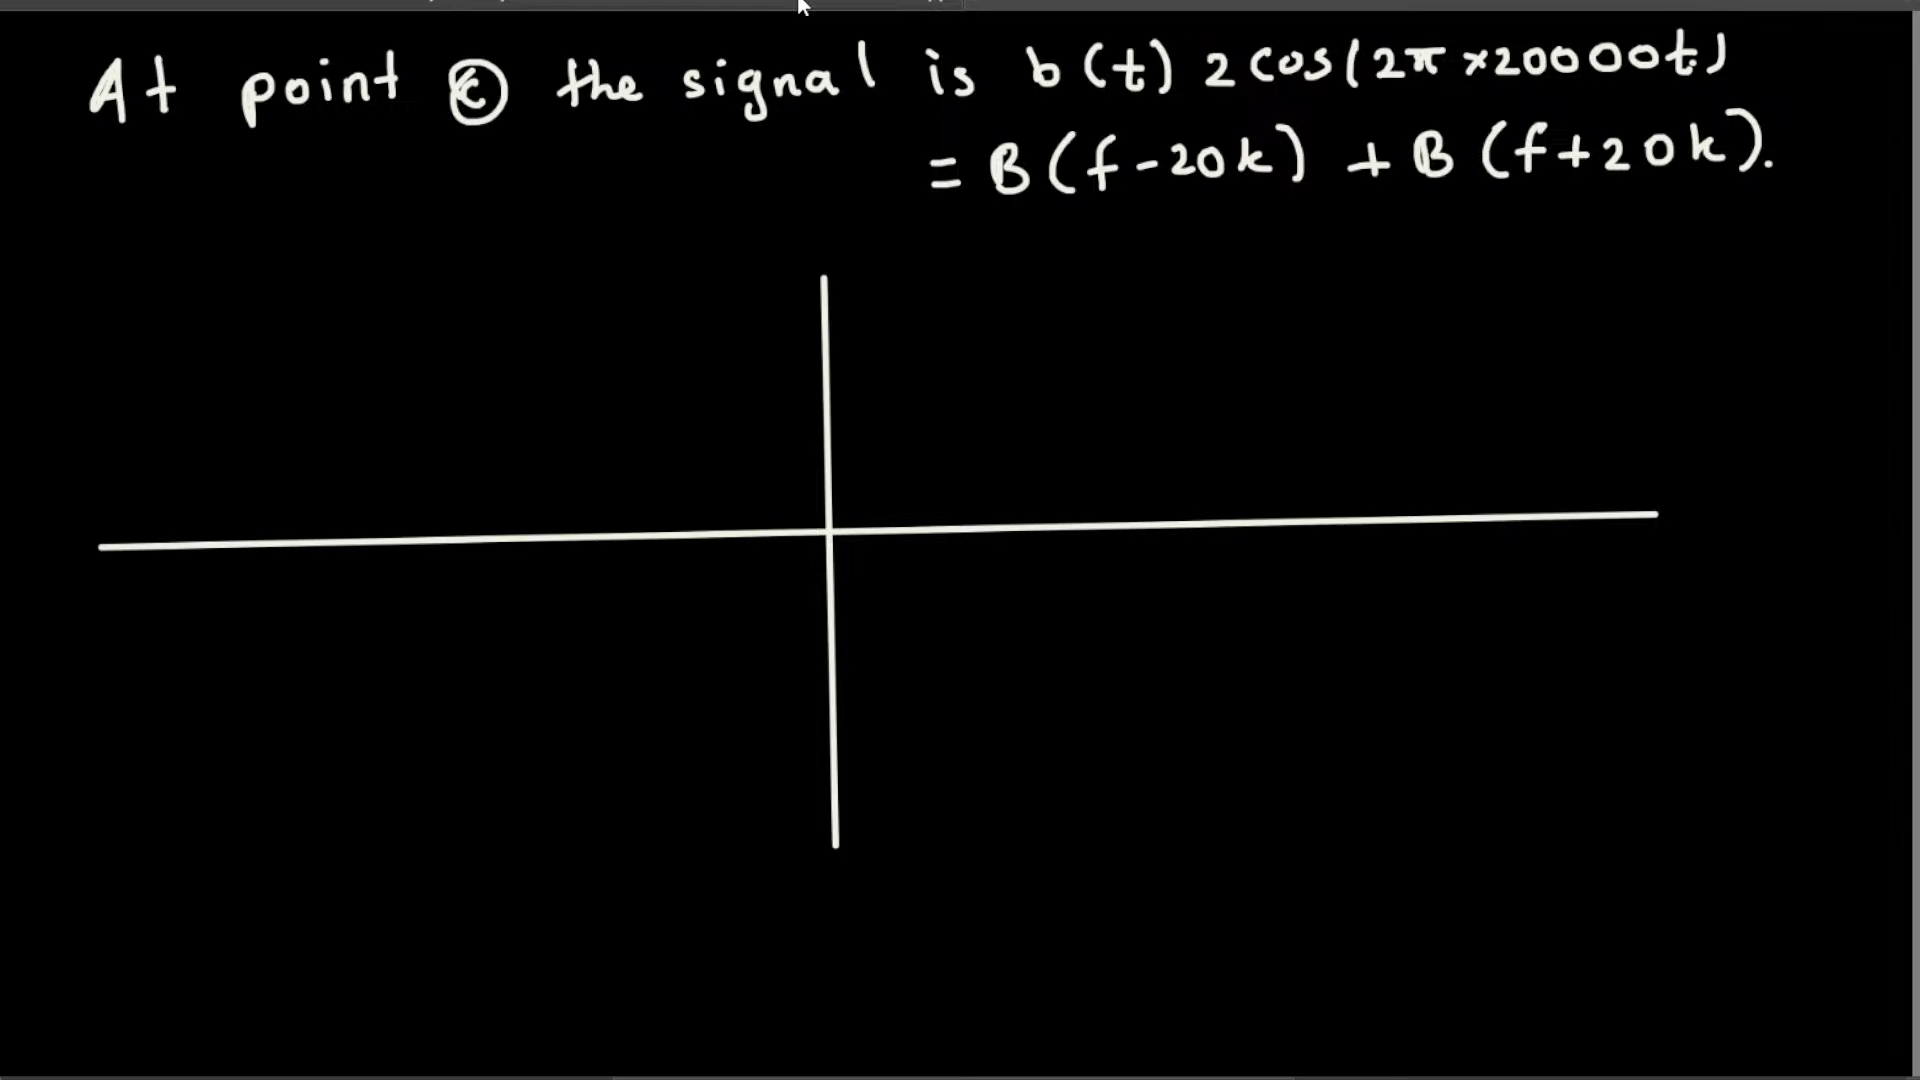 At point ⓒ the signal is b(t) 2cos(2π×20000t)
= B(f-20k) + B(f+20k).